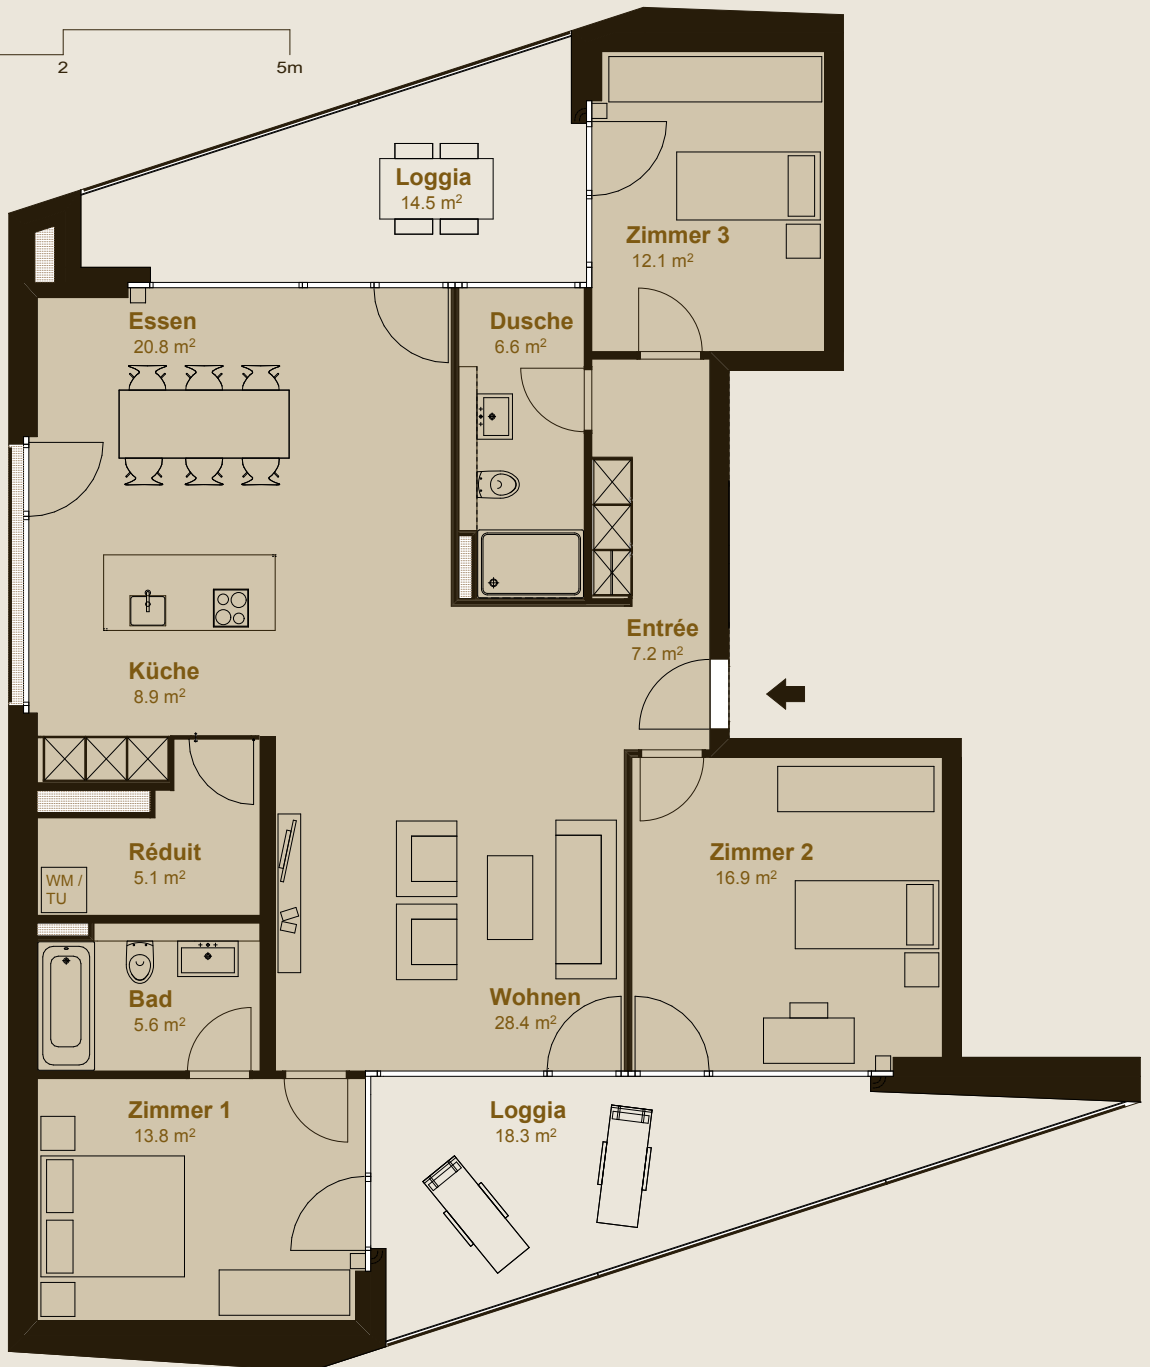 2 5m
Loggia
14.5 m²
Zimmer 3
12.1 m²
Essen
20.8 m²
Dusche
6.6 m²
Entrée
7.2 m²
Küche
8.9 m²
Réduit
5.1 m²
WM /
TU
Zimmer 2
16.9 m²
Bad
5.6 m²
Wohnen
28.4 m²
Zimmer 1
13.8 m²
Loggia
18.3 m²